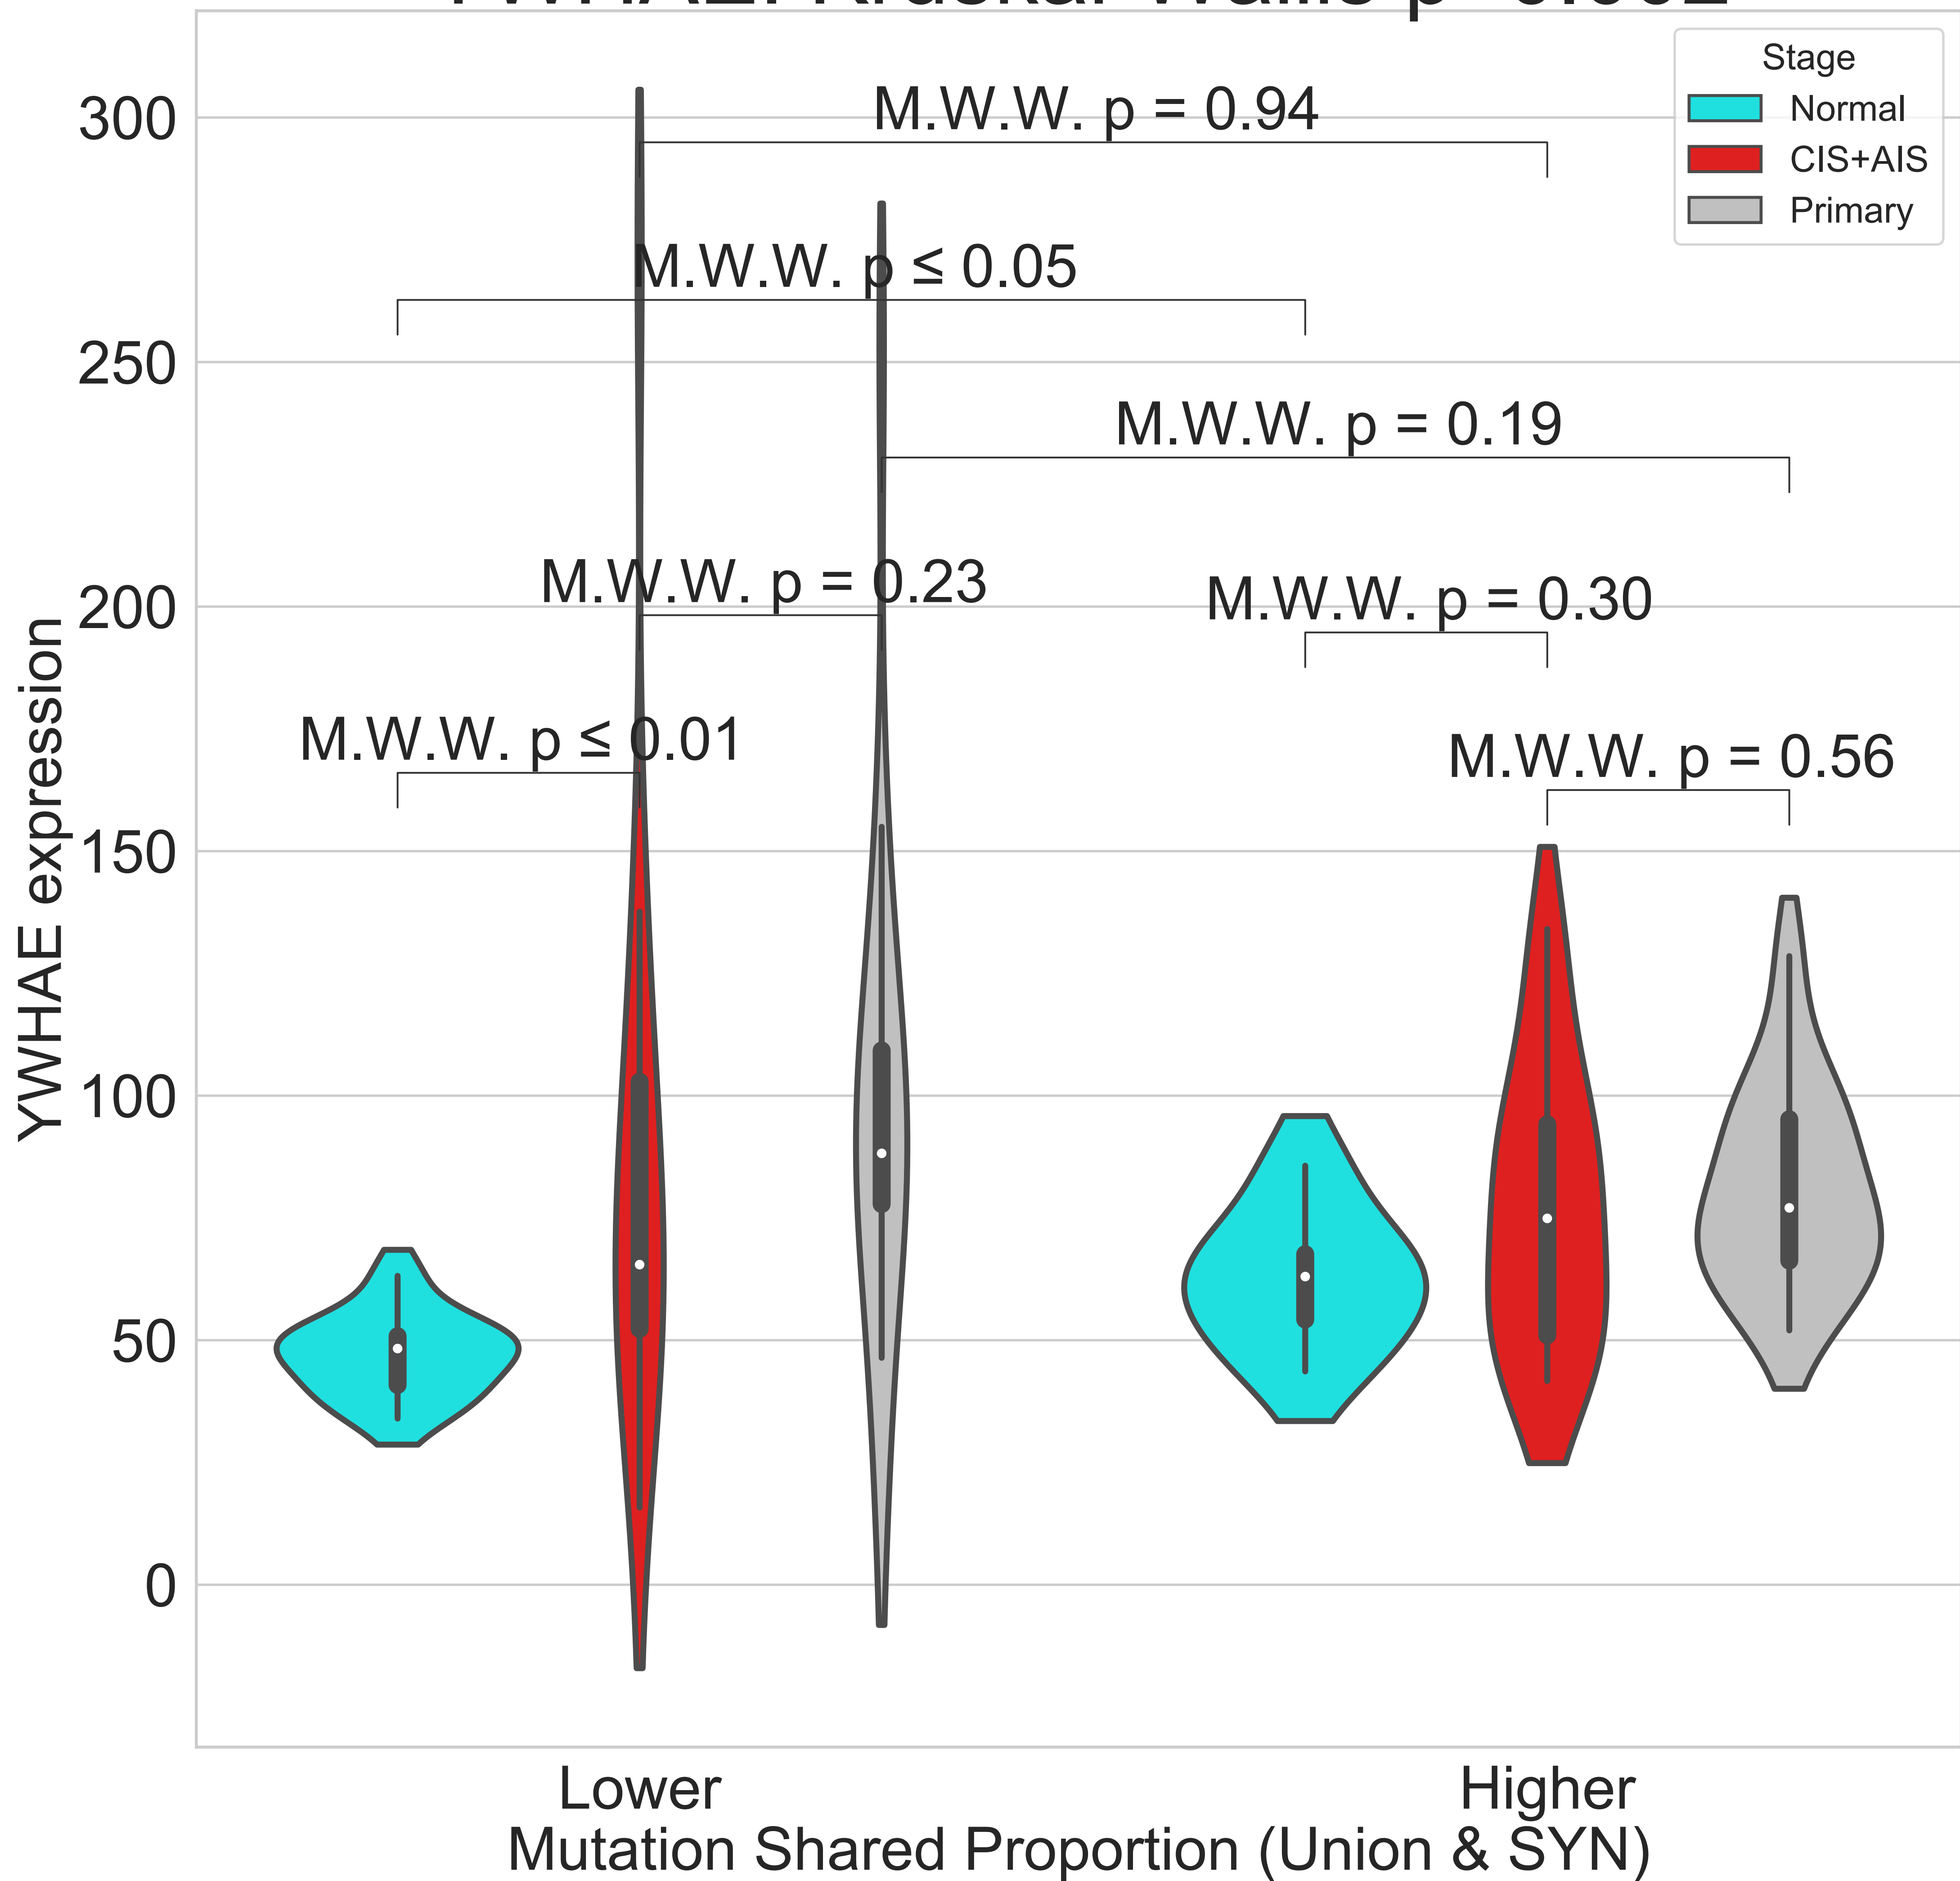 Stage
Normal
CIS+AIS
Primary
M.W.W. p = 0.94
M.W.W. p ≤ 0.05
M.W.W. p = 0.19
M.W.W. p = 0.23
M.W.W. p = 0.30
M.W.W. p ≤ 0.01
M.W.W. p = 0.56
300
250
200
150
100
50
0
YWHAE expression
Lower
Higher
Mutation Shared Proportion (Union & SYN)